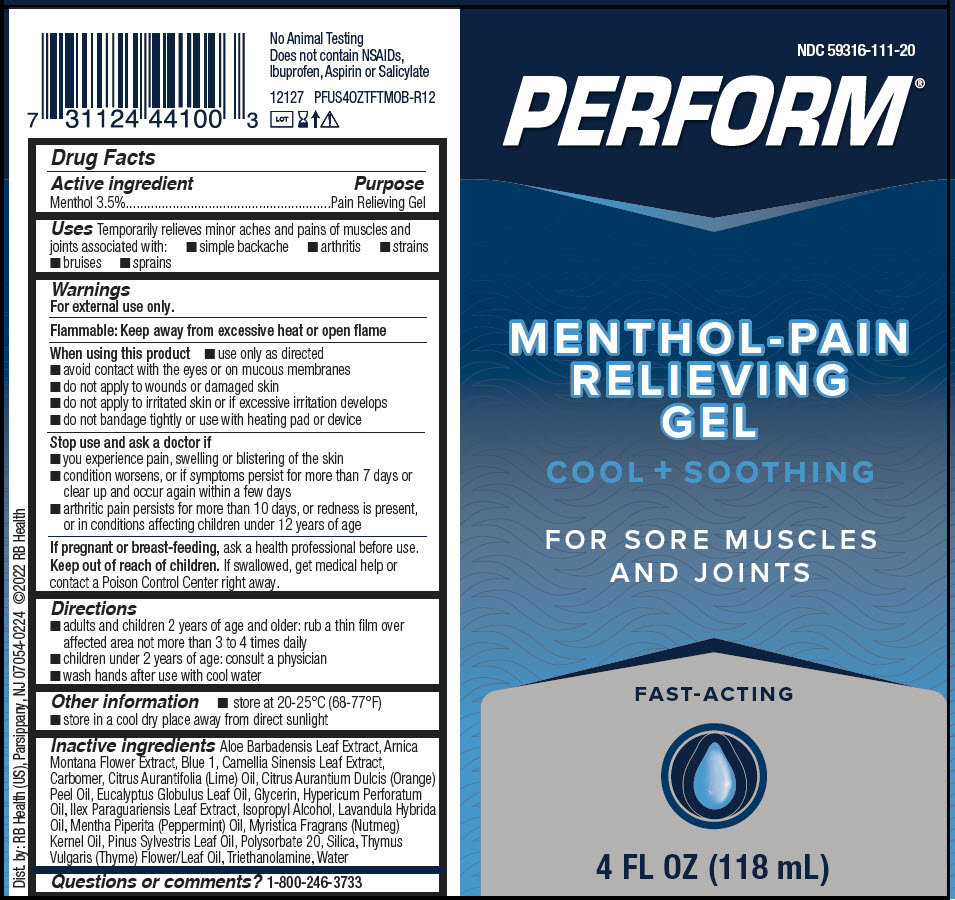 No Animal Testing
Does not contain NSAIDs,
Ibuprofen, Aspirin or Salicylate
12127 PFUS4OZTFTMOB-R12
LOT
7 31124 44100 3
Drug Facts
Active ingredient Purpose
Menthol 3.5%.........................................................Pain Relieving Gel
Uses Temporarily relieves minor aches and pains of muscles and
joints associated with: ■ simple backache ■ arthritis ■ strains
■ bruises ■ sprains
Warnings
For external use only.
Flammable: Keep away from excessive heat or open flame
When using this product ■ use only as directed
■ avoid contact with the eyes or on mucous membranes
■ do not apply to wounds or damaged skin
■ do not apply to irritated skin or if excessive irritation develops
■ do not bandage tightly or use with heating pad or device
Stop use and ask a doctor if
■ you experience pain, swelling or blistering of the skin
■ condition worsens, or if symptoms persist for more than 7 days or
clear up and occur again within a few days
■ arthritic pain persists for more than 10 days, or redness is present,
or in conditions affecting children under 12 years of age
If pregnant or breast-feeding, ask a health professional before use.
Keep out of reach of children. If swallowed, get medical help or
contact a Poison Control Center right away.
Directions
■ adults and children 2 years of age and older: rub a thin film over
affected area not more than 3 to 4 times daily
■ children under 2 years of age: consult a physician
■ wash hands after use with cool water
Other information ■ store at 20-25°C (68-77°F)
■ store in a cool dry place away from direct sunlight
Inactive ingredients Aloe Barbadensis Leaf Extract, Arnica
Montana Flower Extract, Blue 1, Camellia Sinensis Leaf Extract,
Carbomer, Citrus Aurantifolia (Lime) Oil, Citrus Aurantium Dulcis (Orange)
Peel Oil, Eucalyptus Globulus Leaf Oil, Glycerin, Hypericum Perforatum
Oil, Ilex Paraguariensis Leaf Extract, Isopropyl Alcohol, Lavandula Hybrida
Oil, Mentha Piperita (Peppermint) Oil, Myristica Fragrans (Nutmeg)
Kernel Oil, Pinus Sylvestris Leaf Oil, Polysorbate 20, Silica, Thymus
Vulgaris (Thyme) Flower/Leaf Oil, Triethanolamine, Water
Questions or comments? 1-800-246-3733
Dist. by: RB Health (US), Parsippany, NJ 07054-0224 ©2022 RB Health
NDC 59316-111-20
PERFORM®
MENTHOL-PAIN
RELIEVING
GEL
COOL + SOOTHING
FOR SORE MUSCLES
AND JOINTS
FAST-ACTING
4 FL OZ (118 mL)